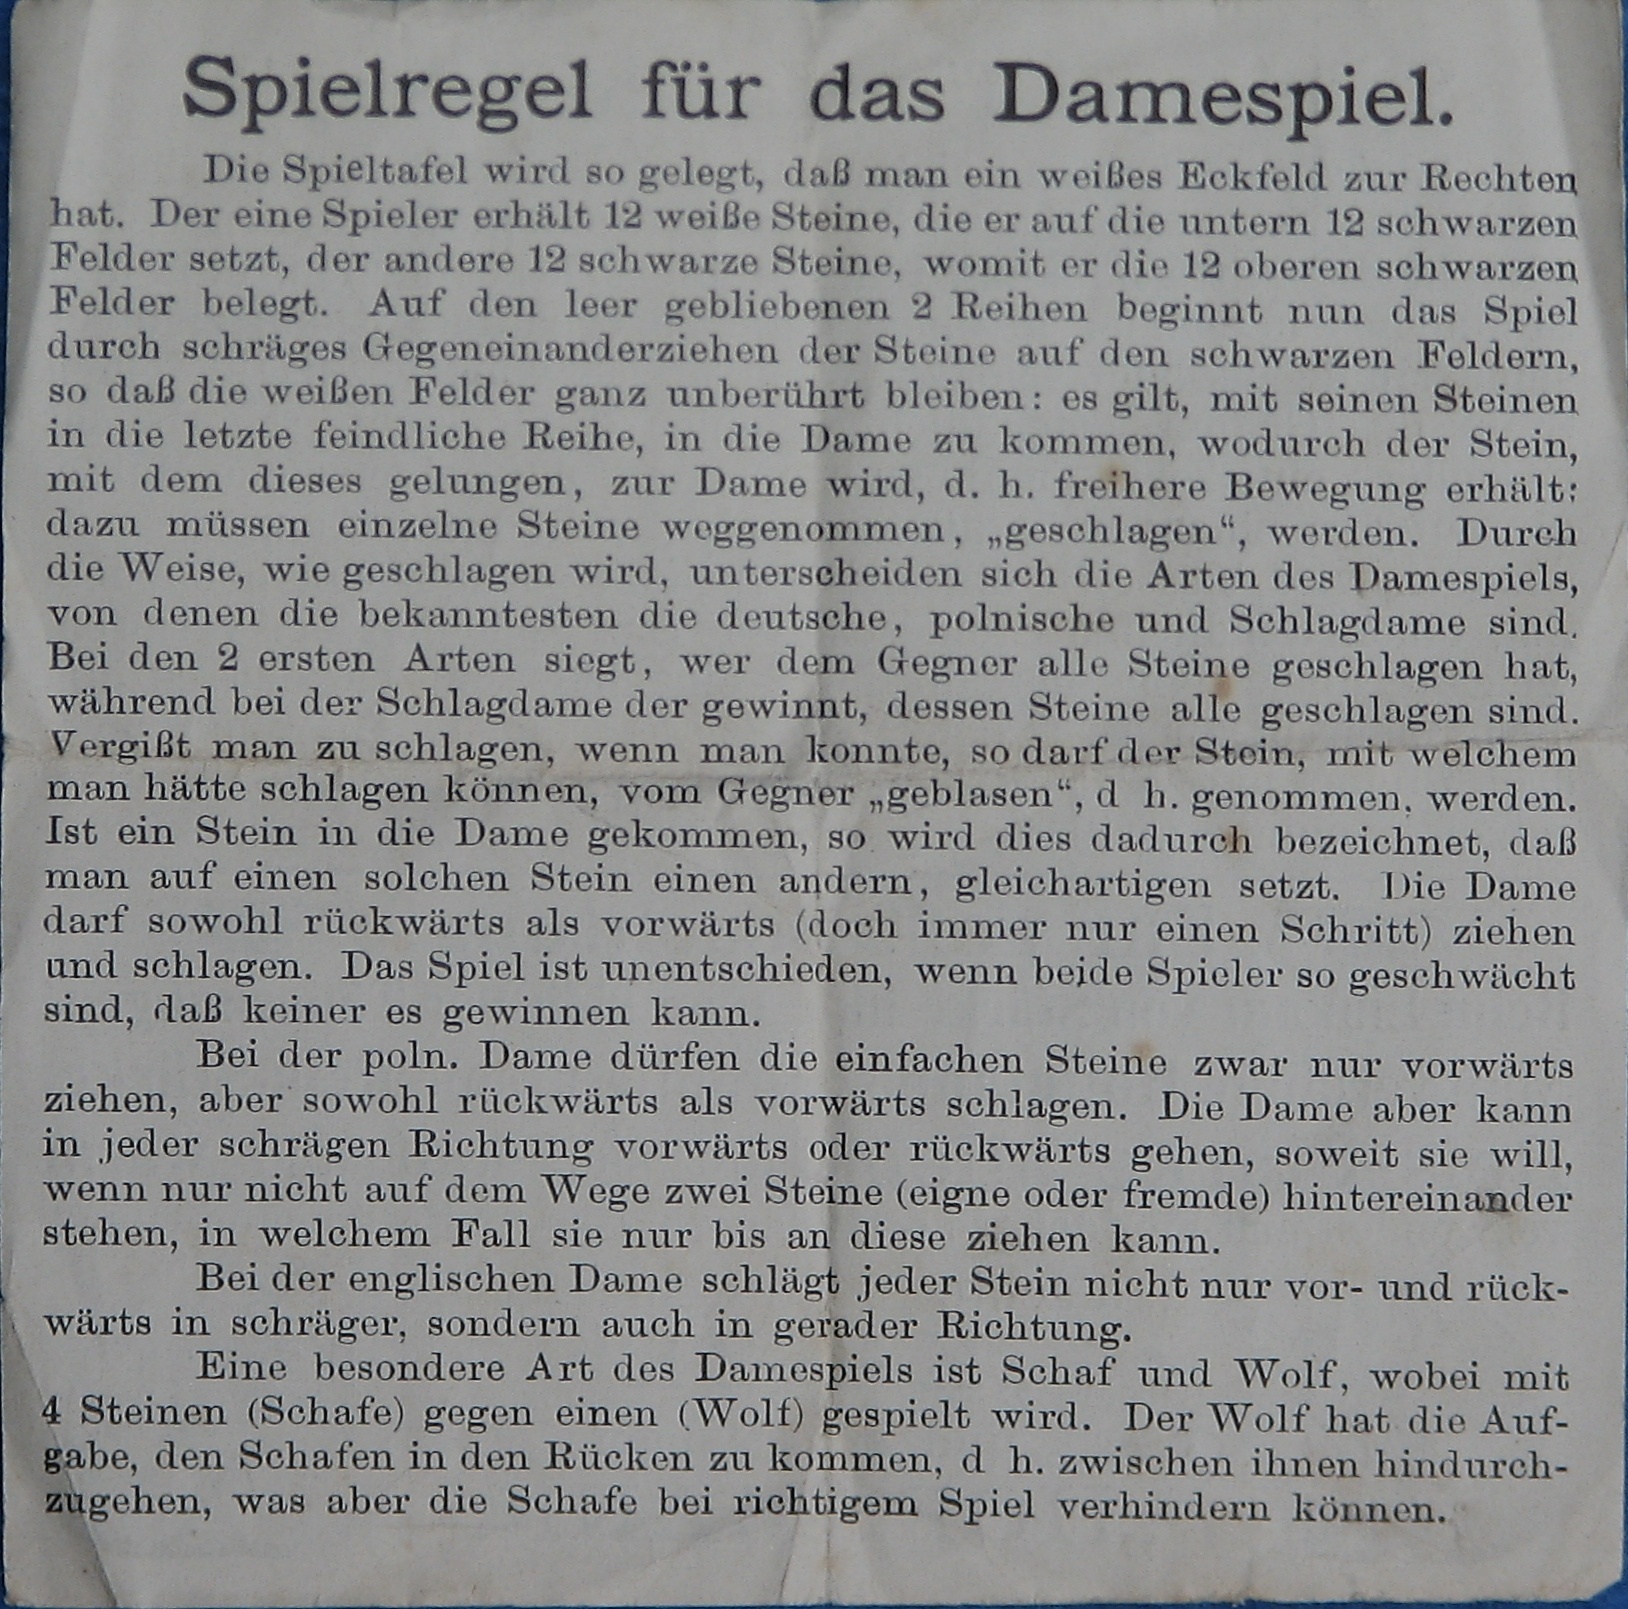 Spielregel für das Damespiel.
Die Spieltafel wird so gelegt, daß man ein weißes Eckfeld zur Rechten
hat. Der eine Spieler erhält 12 weiße Steine, die er auf die untern 12 schwarzen
Felder setzt, der andere 12 schwarze Steine, womit er die 12 oberen schwarzen
Felder belegt. Auf den leer gebliebenen 2 Reihen beginnt nun das Spiel
durch schräges Gegeneinanderziehen der Steine auf den schwarzen Feldern,
so daß die weißen Felder ganz unberührt bleiben: es gilt, mit seinen Steinen
in die letzte feindliche Reihe, in die Dame zu kommen, wodurch der Stein,
mit dem dieses gelungen, zur Dame wird, d. h. freihere Bewegung erhält:
dazu müssen einzelne Steine weggenommen, „geschlagen“, werden. Durch
die Weise, wie geschlagen wird, unterscheiden sich die Arten des Damespiels,
von denen die bekanntesten die deutsche, polnische und Schlagdame sind.
Bei den 2 ersten Arten siegt, wer dem Gegner alle Steine geschlagen hat,
während bei der Schlagdame der gewinnt, dessen Steine alle geschlagen sind.
Vergißt man zu schlagen, wenn man konnte, so darf der Stein, mit welchem
man hätte schlagen können, vom Gegner „geblasen“, d h. genommen, werden.
Ist ein Stein in die Dame gekommen, so wird dies dadurch bezeichnet, daß
man auf einen solchen Stein einen andern, gleichartigen setzt. Die Dame
darf sowohl rückwärts als vorwärts (doch immer nur einen Schritt) ziehen
und schlagen. Das Spiel ist unentschieden, wenn beide Spieler so geschwächt
sind, daß keiner es gewinnen kann.
Bei der poln. Dame dürfen die einfachen Steine zwar nur vorwärts
ziehen, aber sowohl rückwärts als vorwärts schlagen. Die Dame aber kann
in jeder schrägen Richtung vorwärts oder rückwärts gehen, soweit sie will,
wenn nur nicht auf dem Wege zwei Steine (eigne oder fremde) hintereinander
stehen, in welchem Fall sie nur bis an diese ziehen kann.
Bei der englischen Dame schlägt jeder Stein nicht nur vor- und rück-
wärts in schräger, sondern auch in gerader Richtung.
Eine besondere Art des Damespiels ist Schaf und Wolf, wobei mit
4 Steinen (Schafe) gegen einen (Wolf) gespielt wird. Der Wolf hat die Auf-
gabe, den Schafen in den Rücken zu kommen, d h. zwischen ihnen hindurch-
zugehen, was aber die Schafe bei richtigem Spiel verhindern können.